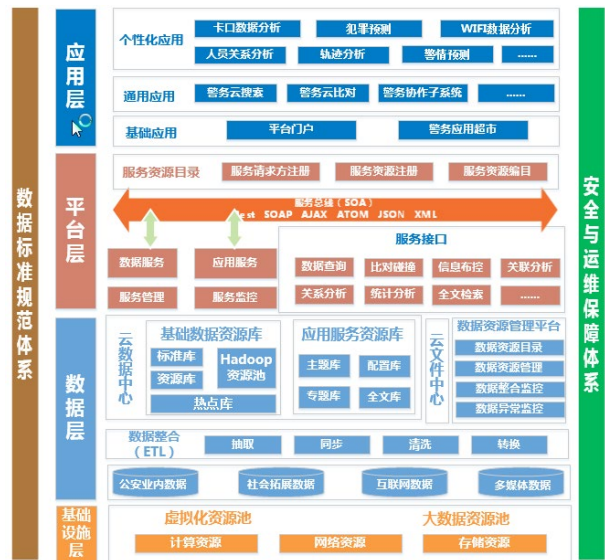 数据标准规范体系
应用层
个性化应用
卡口数据分析 犯罪预测 WIFI数据分析
人员关系分析 轨迹分析 警情预测 ......
通用应用 警务云搜索 警务云比对 警务协作子系统 ......
基础应用 平台门户 警务应用超市
平台层
服务资源目录 服务请求方注册 服务资源注册 服务资源编目
服务总线（SOA）
est SOAP AJAX ATOM JSON XML
数据服务 应用服务
服务管理 服务监控
服务接口
数据查询 比对碰撞 信息布控 关联分析
关系分析 统计分析 全文检索 ......
数据层
云数据中心
基础数据资源库
标准库 Hadoop资源池
资源库
热点库
应用服务资源库
主题库 配置库
专题库 全文库
云文件中心
数据资源管理平台
数据资源目录
数据资源管理
数据整合监控
数据异常监控
数据整合（ETL） 抽取 同步 清洗 转换
公安业内数据 社会拓展数据 互联网数据 多媒体数据
基础设施层
虚拟化资源池 大数据资源池
计算资源 网络资源 存储资源
安全与运维保障体系